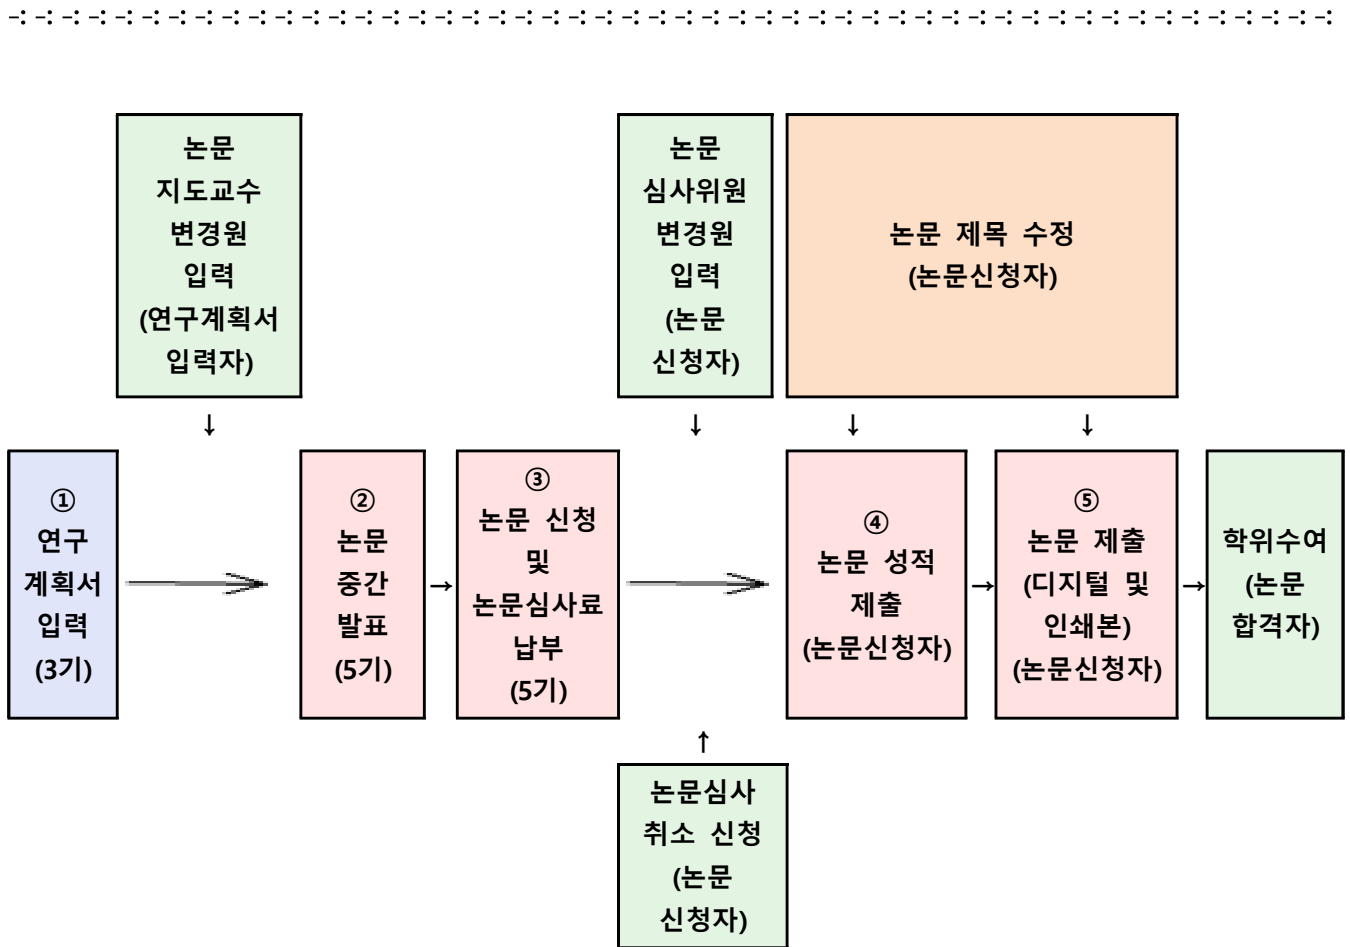 논문
지도교수
변경원
입력
(연구계획서
입력자)
논문
심사위원
변경원
입력
(논문
신청자)
논문 제목 수정
(논문신청자)
↓
↓
↓
↓
①
연구
계획서
입력
(3기)
②
논문
중간
발표
(5기)
→
③
논문 신청
및
논문심사료
납부
(5기)
④
논문 성적
제출
(논문신청자)
→
⑤
논문 제출
(디지털 및
인쇄본)
(논문신청자)
→
학위수여
(논문
합격자)
↑
논문심사
취소 신청
(논문
신청자)